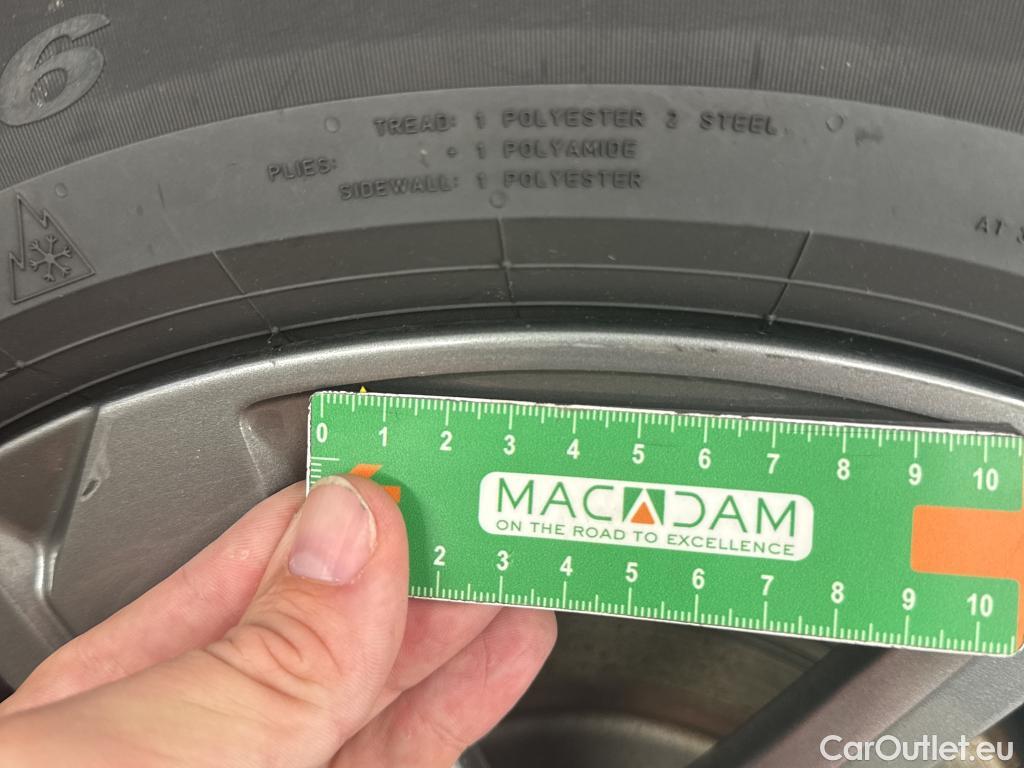 6
TREAD: 1 POLYESTER 2 STEEL
+ 1 POLYAMIDE
PLIES:
SIDEWALL: 1 POLYESTER
AT
0 1 2 3 4 5 6 7 8 9 10
MACADAM
ON THE ROAD TO EXCELLENCE
2 3 4 5 6 7 8 9 10
CarOutlet.eu